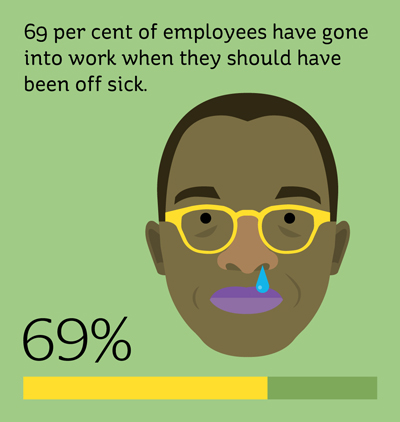 69 per cent of employees have gone
into work when they should have
been off sick.
69%